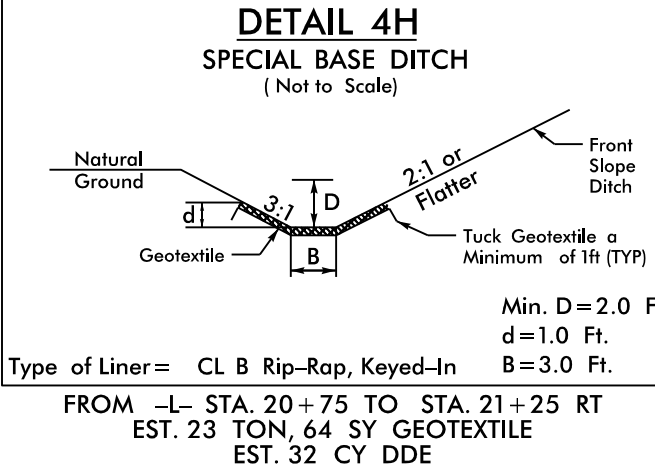 DETAIL 4H
SPECIAL BASE DITCH
( Not to Scale)
Natural
Ground
3:1
D
2:1 or
Flatter
Front
Slope
Ditch
d
Geotextile
B
Tuck Geotextile a
Minimum of 1ft (TYP)
Min. D=2.0 F
d=1.0 Ft.
Type of Liner= CL B Rip-Rap, Keyed-In
B=3.0 Ft.
FROM -L- STA. 20+75 TO STA. 21+25 RT
EST. 23 TON, 64 SY GEOTEXTILE
EST. 32 CY DDE